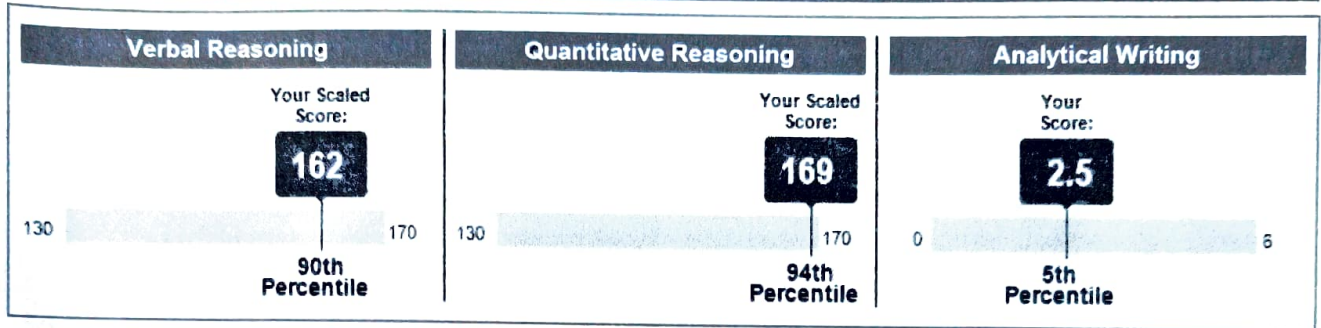 Verbal Reasoning
Your Scaled
Score:
162
130
170
90th
Percentile
Quantitative Reasoning
Your Scaled
Score:
169
130
170
94th
Percentile
Analytical Writing
Your
Score:
2.5
0
6
5th
Percentile